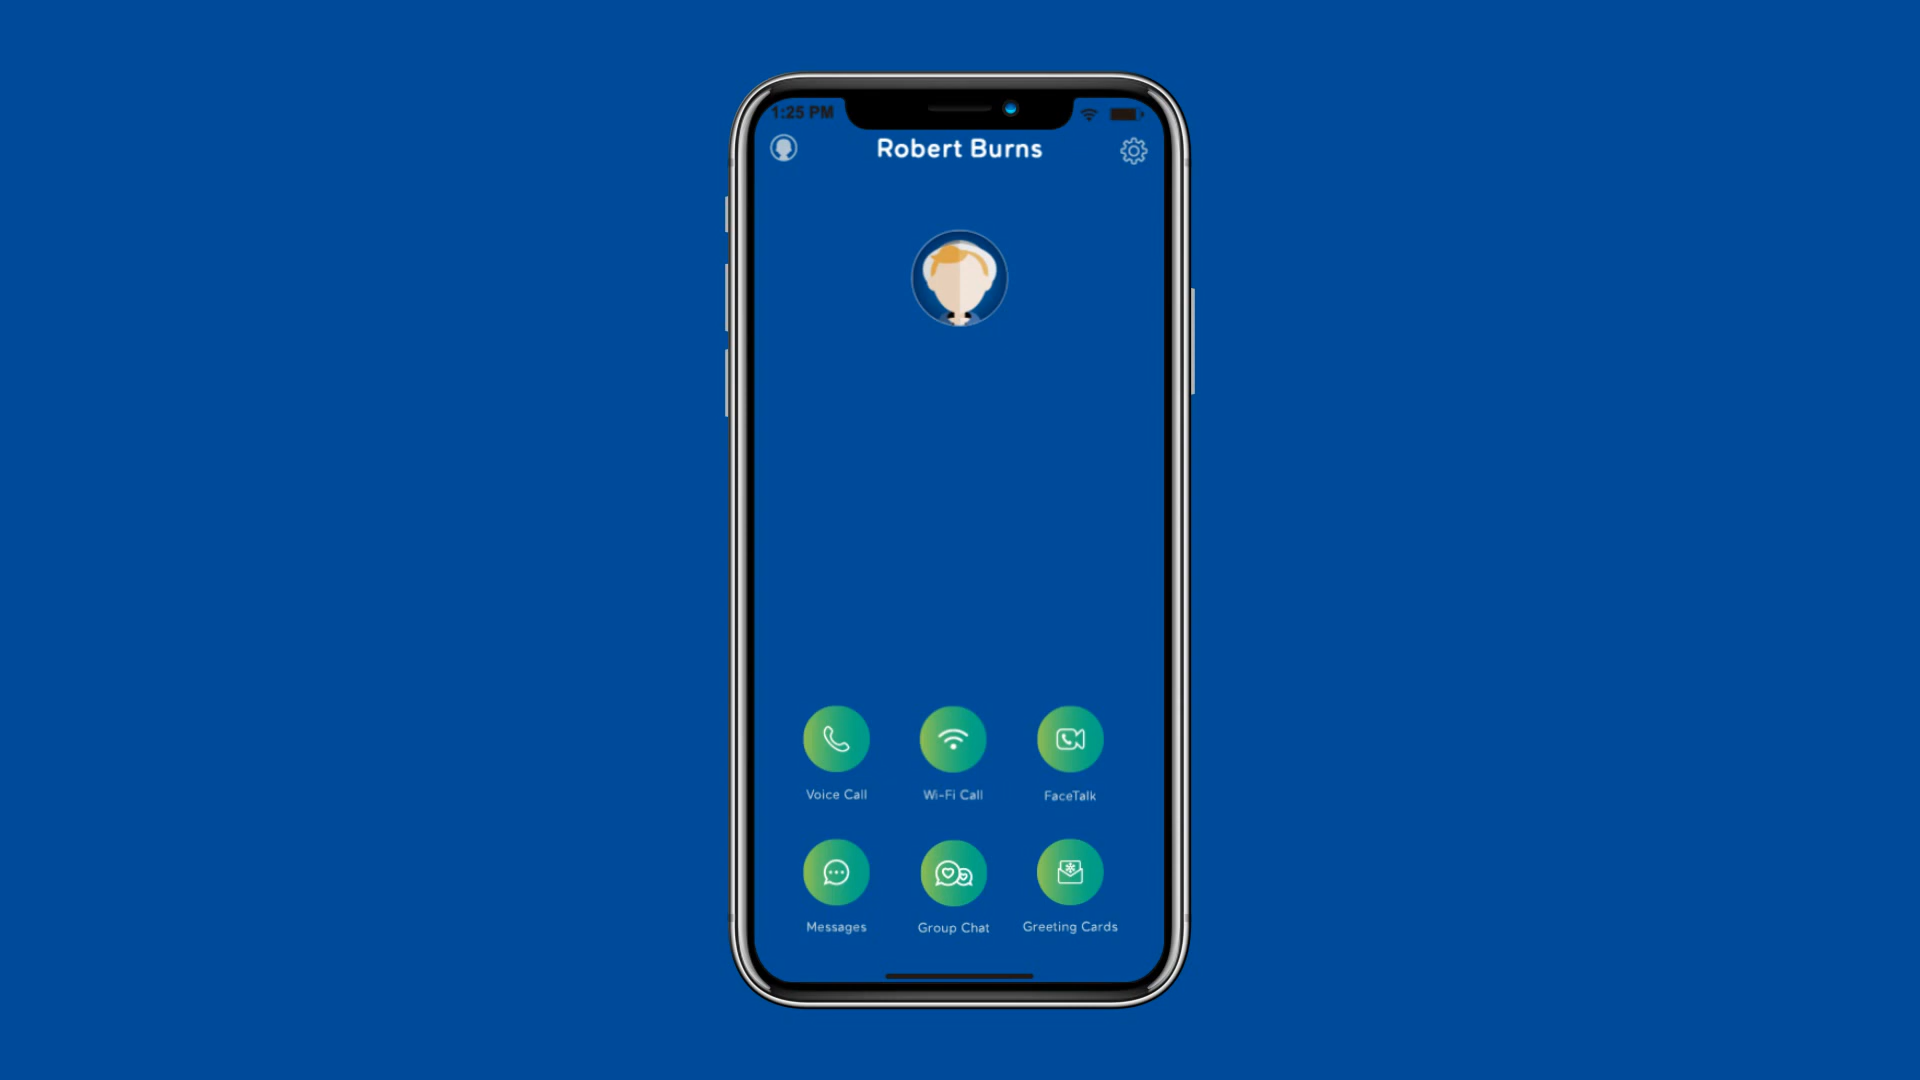 1:25 PM
Robert Burns
Voice Call
Wi-Fi Call
FaceTalk
Messages
Group Chat
Greeting Cards